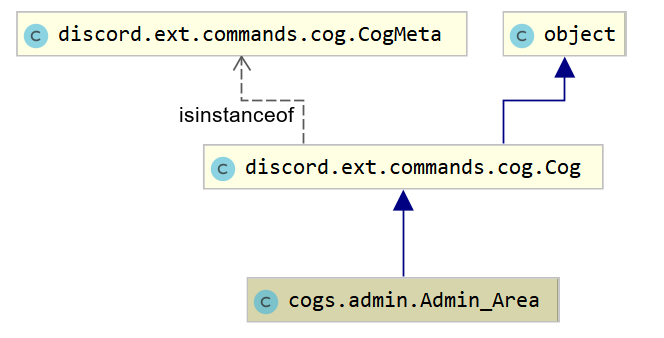 C discord.ext.commands.cog.CogMeta
C object
isinstanceof
C discord.ext.commands.cog.Cog
C cogs.admin.Admin_Area